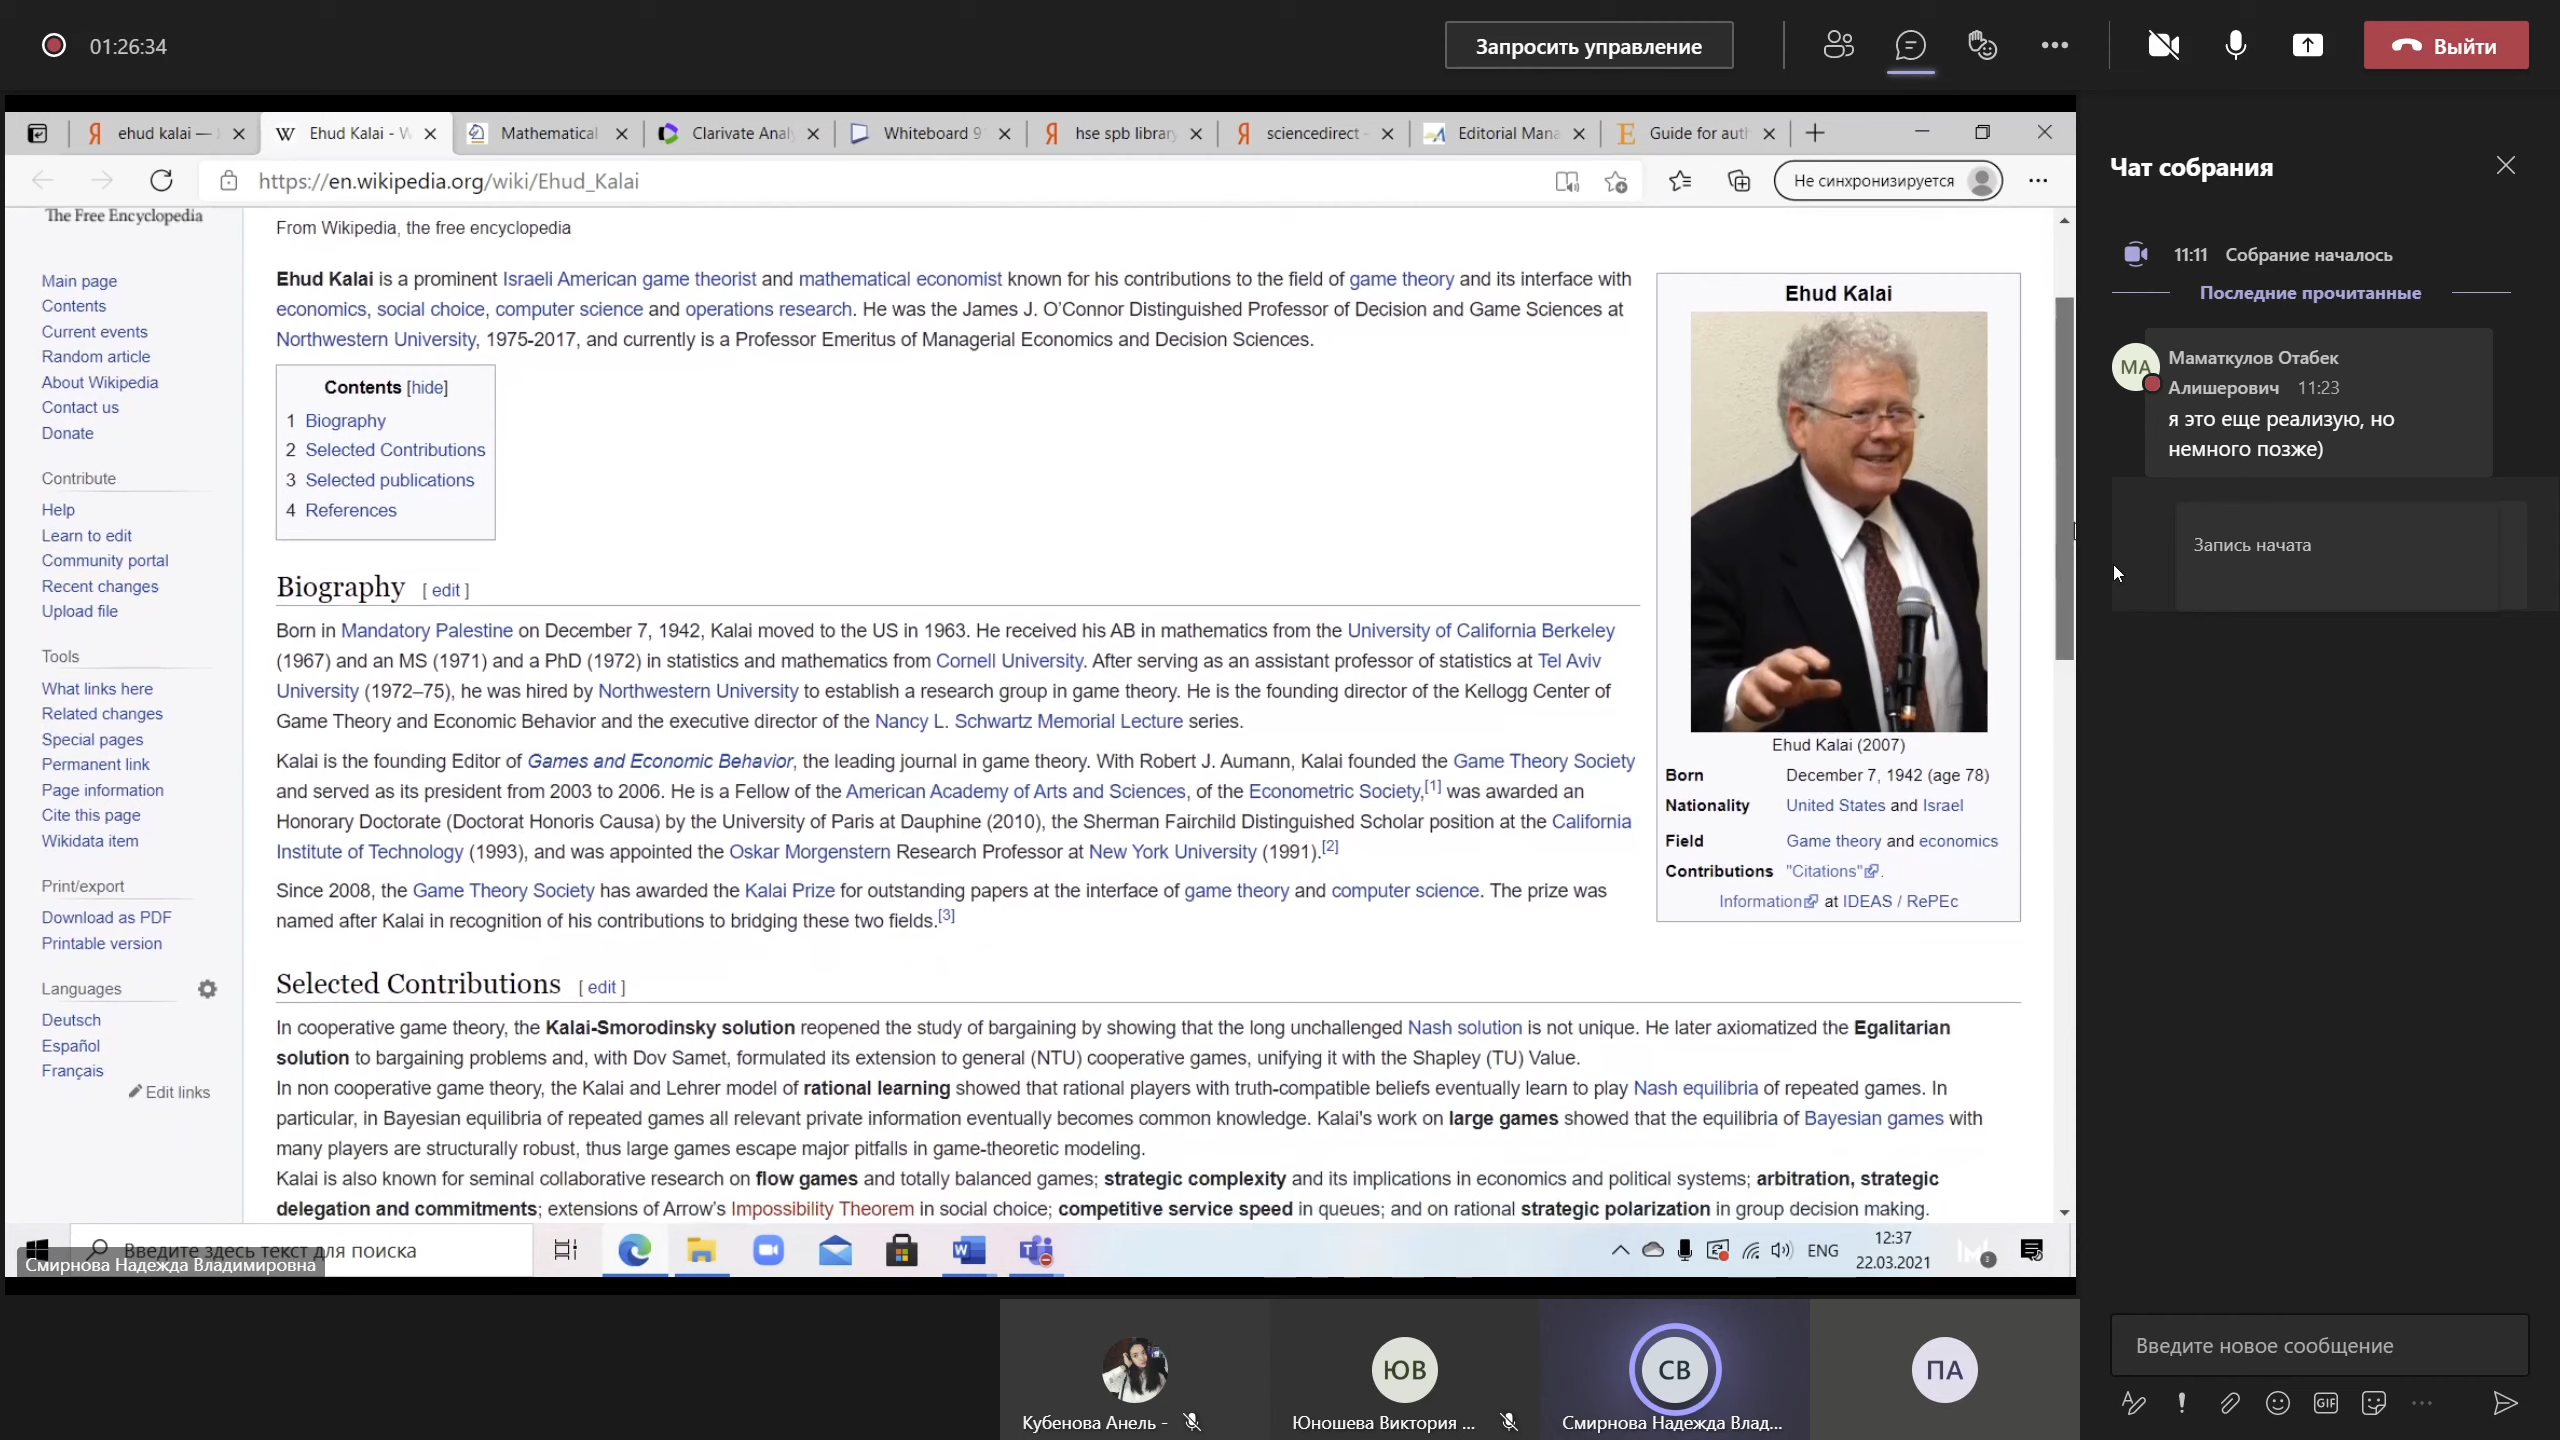 01:26:34
Запросить управление
Выйти
ehud kalai —
Ehud Kalai - W
Mathematical
Clarivate Anal
Whiteboard 9
hse spb library
sciencedirect -
Editorial Mana
Guide for auth
https://en.wikipedia.org/wiki/Ehud_Kalai
Не синхронизируется
The Free Encyclopedia
Main page
Contents
Current events
Random article
About Wikipedia
Contact us
Donate
Contribute
Help
Learn to edit
Community portal
Recent changes
Upload file
Tools
What links here
Related changes
Special pages
Permanent link
Page information
Cite this page
Wikidata item
Print/export
Download as PDF
Printable version
Languages
Deutsch
Español
Français
Edit links
From Wikipedia, the free encyclopedia
Ehud Kalai is a prominent Israeli American game theorist and mathematical economist known for his contributions to the field of game theory and its interface with
economics, social choice, computer science and operations research. He was the James J. O'Connor Distinguished Professor of Decision and Game Sciences at
Northwestern University, 1975-2017, and currently is a Professor Emeritus of Managerial Economics and Decision Sciences.
Contents [hide]
1 Biography
2 Selected Contributions
3 Selected publications
4 References
Biography [ edit ]
Born in Mandatory Palestine on December 7, 1942, Kalai moved to the US in 1963. He received his AB in mathematics from the University of California Berkeley
(1967) and an MS (1971) and a PhD (1972) in statistics and mathematics from Cornell University. After serving as an assistant professor of statistics at Tel Aviv
University (1972–75), he was hired by Northwestern University to establish a research group in game theory. He is the founding director of the Kellogg Center of
Game Theory and Economic Behavior and the executive director of the Nancy L. Schwartz Memorial Lecture series.
Kalai is the founding Editor of Games and Economic Behavior, the leading journal in game theory. With Robert J. Aumann, Kalai founded the Game Theory Society
and served as its president from 2003 to 2006. He is a Fellow of the American Academy of Arts and Sciences, of the Econometric Society,[1] was awarded an
Honorary Doctorate (Doctorat Honoris Causa) by the University of Paris at Dauphine (2010), the Sherman Fairchild Distinguished Scholar position at the California
Institute of Technology (1993), and was appointed the Oskar Morgenstern Research Professor at New York University (1991).[2]
Since 2008, the Game Theory Society has awarded the Kalai Prize for outstanding papers at the interface of game theory and computer science. The prize was
named after Kalai in recognition of his contributions to bridging these two fields.[3]
Ehud Kalai
Ehud Kalai (2007)
Born December 7, 1942 (age 78)
Nationality United States and Israel
Field Game theory and economics
Contributions "Citations".
Information at IDEAS / RePEc
Selected Contributions [ edit ]
In cooperative game theory, the Kalai-Smorodinsky solution reopened the study of bargaining by showing that the long unchallenged Nash solution is not unique. He later axiomatized the Egalitarian
solution to bargaining problems and, with Dov Samet, formulated its extension to general (NTU) cooperative games, unifying it with the Shapley (TU) Value.
In non cooperative game theory, the Kalai and Lehrer model of rational learning showed that rational players with truth-compatible beliefs eventually learn to play Nash equilibria of repeated games. In
particular, in Bayesian equilibria of repeated games all relevant private information eventually becomes common knowledge. Kalai's work on large games showed that the equilibria of Bayesian games with
many players are structurally robust, thus large games escape major pitfalls in game-theoretic modeling.
Kalai is also known for seminal collaborative research on flow games and totally balanced games; strategic complexity and its implications in economics and political systems; arbitration, strategic
delegation and commitments; extensions of Arrow's Impossibility Theorem in social choice; competitive service speed in queues; and on rational strategic polarization in group decision making.
Введите здесь текст для поиска
Смирнова Надежда Владимировна
ENG
12:37
22.03.2021
3
Чат собрания
11:11 Собрание началось
Последние прочитанные
МА
Маматкулов Отабек
Алишерович 11:23
я это еще реализую, но
немного позже)
Запись начата
Введите новое сообщение
GIF
Кубенова Анель -
ЮВ
Юношева Виктория ...
СВ
Смирнова Надежда Влад...
ПА